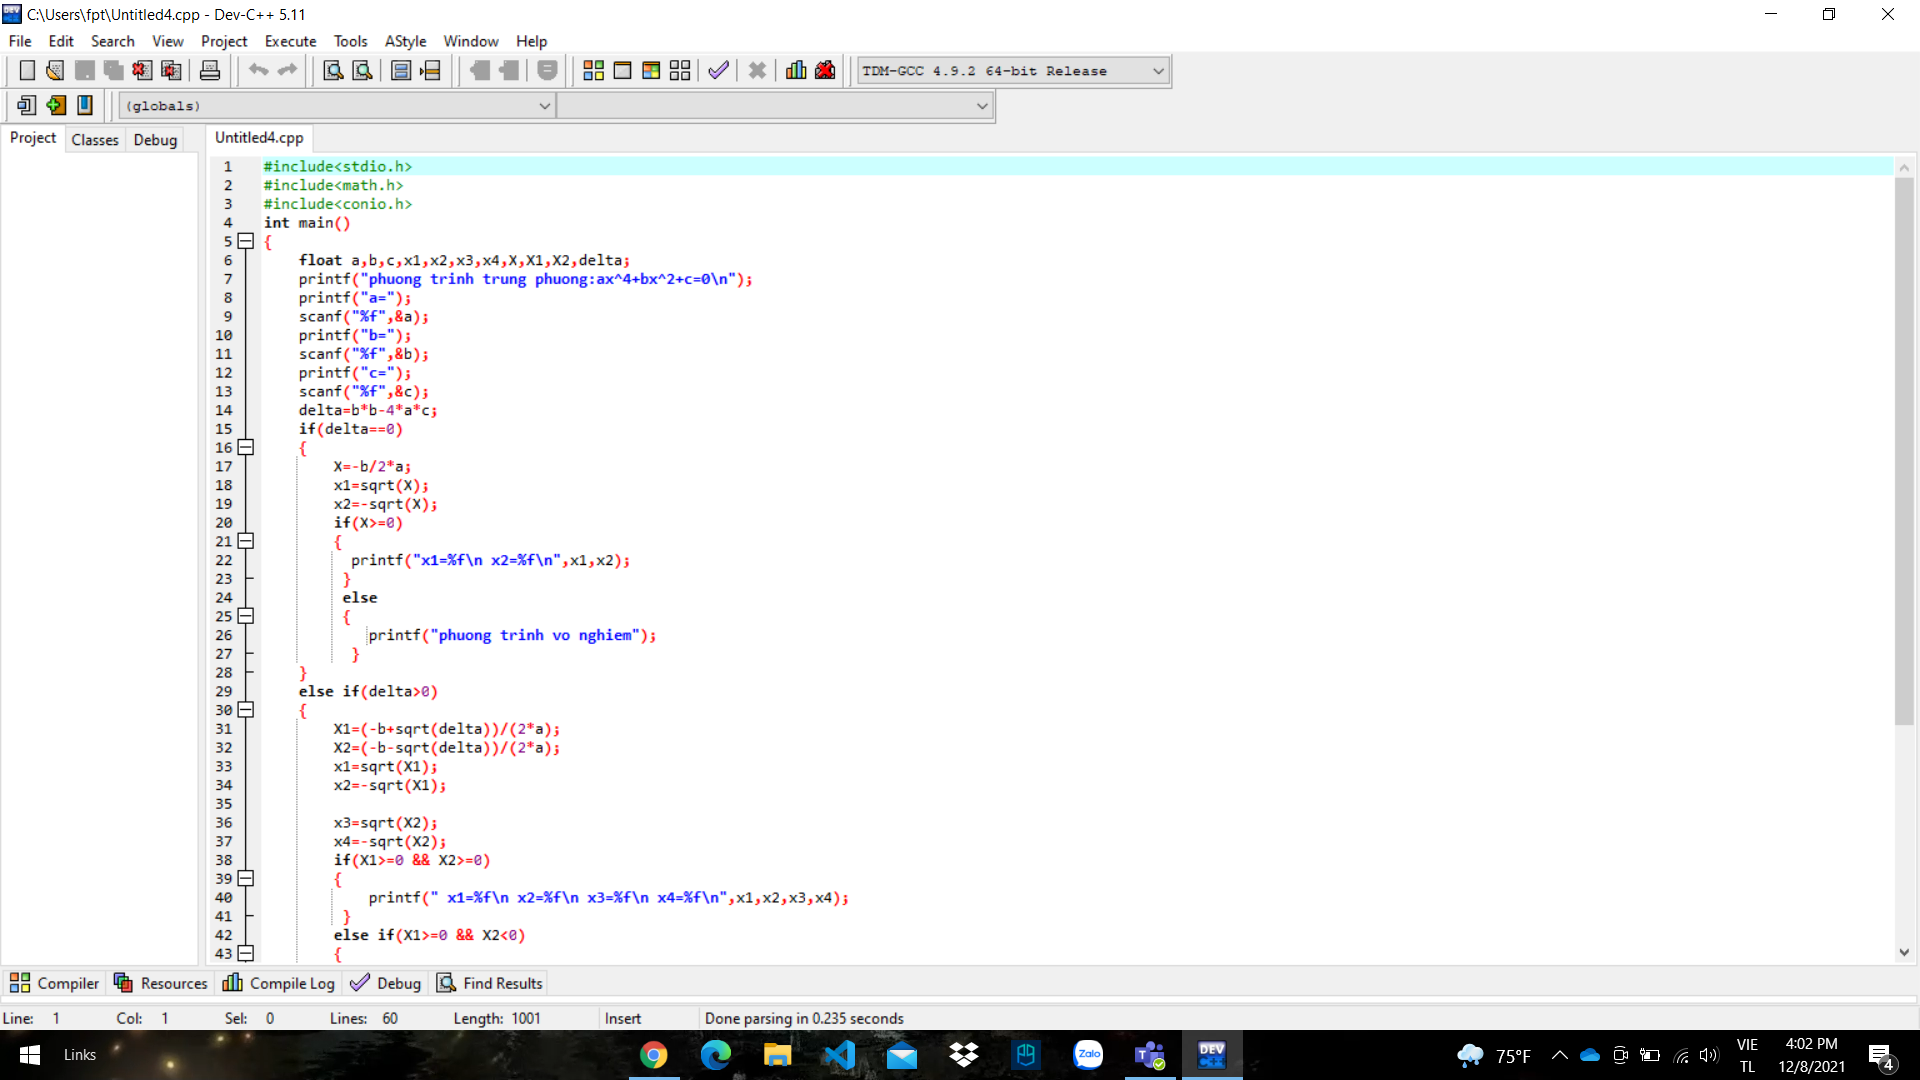 C:\Users\fpt\Untitled4.cpp - Dev-C++ 5.11
File Edit Search View Project Execute Tools AStyle Window Help
TDM-GCC 4.9.2 64-bit Release
(globals)
Project Classes Debug Untitled4.cpp
1 #include<stdio.h>
2 #include<math.h>
3 #include<conio.h>
4 int main()
5 {
6 float a,b,c,x1,x2,x3,x4,X,X1,X2,delta;
7 printf("phuong trinh trung phuong:ax^4+bx^2+c=0\n");
8 printf("a=");
9 scanf("%f",&a);
10 printf("b=");
11 scanf("%f",&b);
12 printf("c=");
13 scanf("%f",&c);
14 delta=b*b-4*a*c;
15 if(delta==0)
16 {
17 X=-b/2*a;
18 x1=sqrt(X);
19 x2=-sqrt(X);
20 if(X>=0)
21 {
22 printf("x1=%f\n x2=%f\n",x1,x2);
23 }
24 else
25 {
26 printf("phuong trinh vo nghiem");
27 }
28 }
29 else if(delta>0)
30 {
31 X1=(-b+sqrt(delta))/(2*a);
32 X2=(-b-sqrt(delta))/(2*a);
33 x1=sqrt(X1);
34 x2=-sqrt(X1);
35
36 x3=sqrt(X2);
37 x4=-sqrt(X2);
38 if(X1>=0 && X2>=0)
39 {
40 printf(" x1=%f\n x2=%f\n x3=%f\n x4=%f\n",x1,x2,x3,x4);
41 }
42 else if(X1>=0 && X2<0)
43 {
Compiler Resources Compile Log Debug Find Results
Line: 1 Col: 1 Sel: 0 Lines: 60 Length: 1001 Insert Done parsing in 0.235 seconds
Links Zalo DEV 75°F VIE 4:02 PM
TL 12/8/2021 4